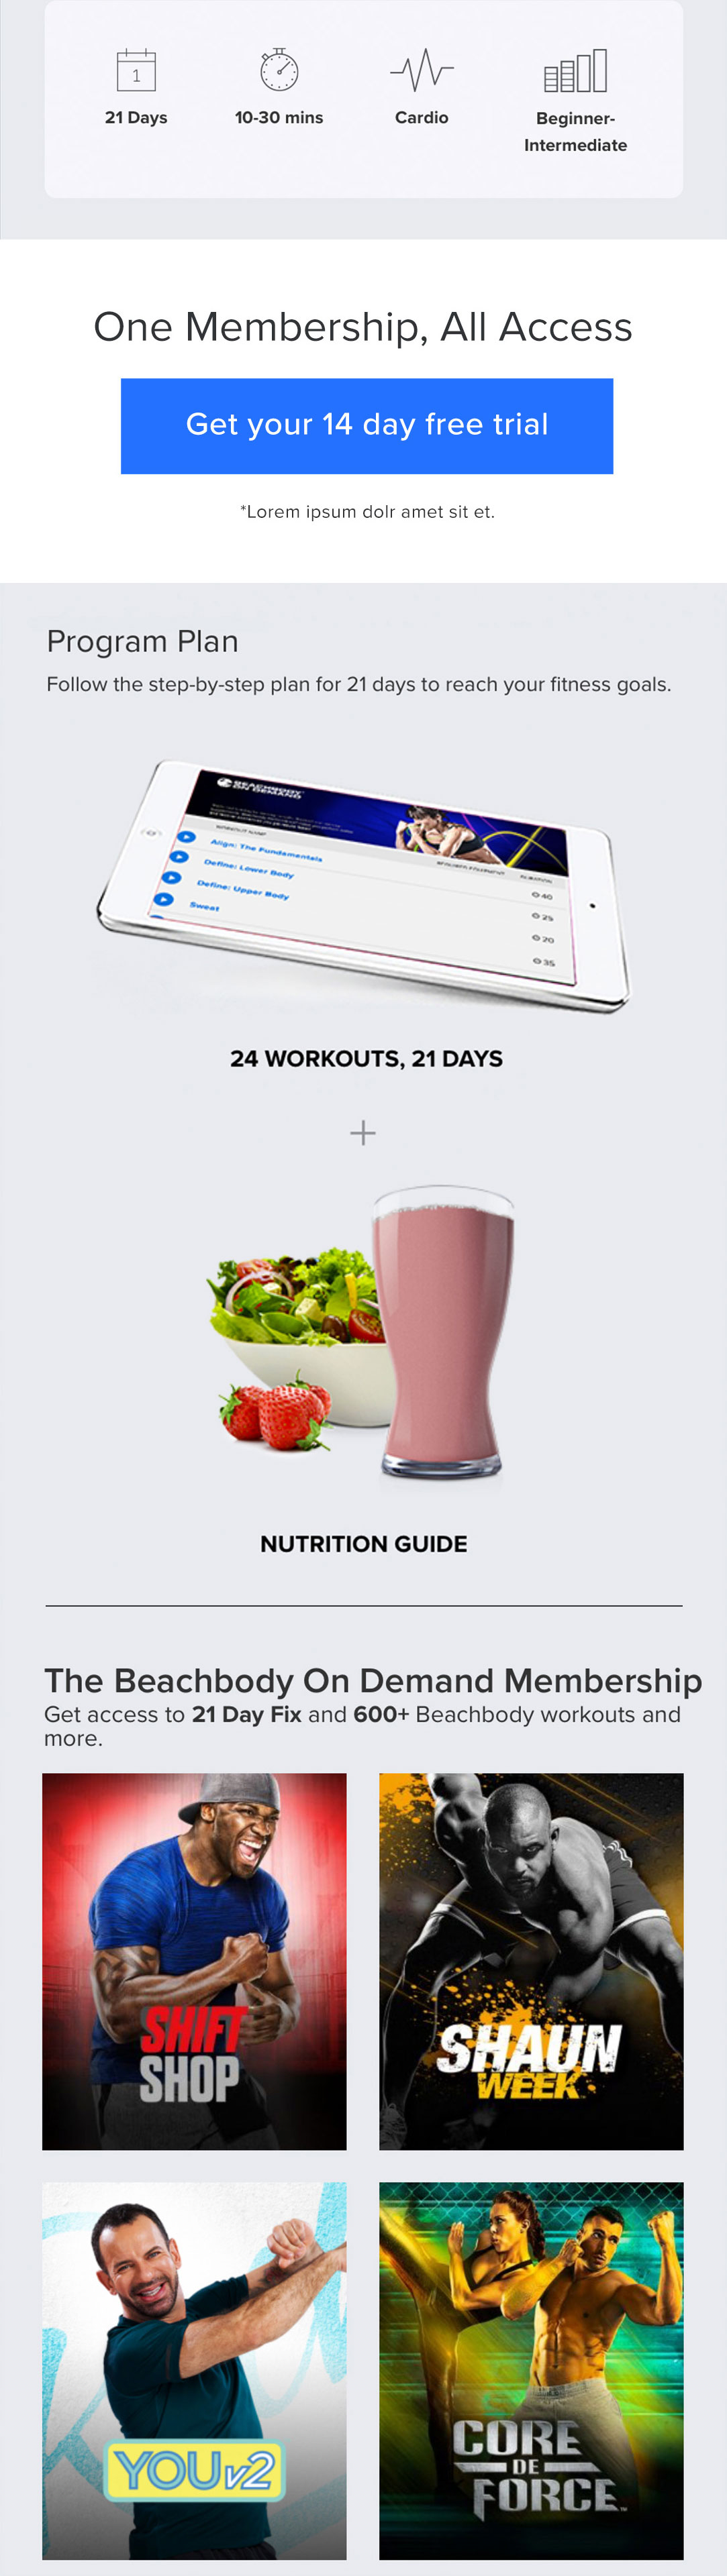 1
21 Days
10-30 mins
Cardio
Beginner-
Intermediate
One Membership, All Access
Get your 14 day free trial
*Lorem ipsum dolr amet sit et.
Program Plan
Follow the step-by-step plan for 21 days to reach your fitness goals.
BEACHBODY
ON DEMAND
WORKOUT NAME
DURATION
Align: The Fundamentals
40
Define: Lower Body
25
Define: Upper Body
20
Sweat
35
24 WORKOUTS, 21 DAYS
+
NUTRITION GUIDE
The Beachbody On Demand Membership
Get access to 21 Day Fix and 600+ Beachbody workouts and
more.
SHIFT
SHOP
SHAUN
WEEK
YOUv2
CORE
DE
FORCE